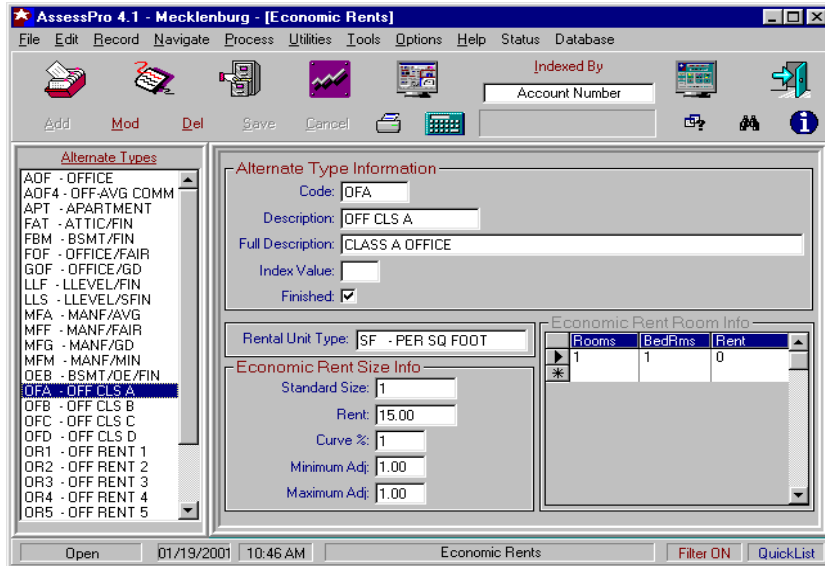 AssessPro 4.1 - Mecklenburg - [Economic Rents]
File Edit Record Navigate Process Utilities Tools Options Help Status Database
Indexed By
Account Number
Add Mod Del Save Cancel
Alternate Types
AOF - OFFICE
AOF4 - OFF-AVG COMM
APT - APARTMENT
FAT - ATTIC/FIN
FBM - BSMT/FIN
FOF - OFFICE/FAIR
GOF - OFFICE/GD
LLF - LLEVEL/FIN
LLS - LLEVEL/SFIN
MFA - MANF/AVG
MFF - MANF/FAIR
MFG - MANF/GD
MFM - MANF/MIN
OEB - BSMT/OE/FIN
OFA - OFF CLS A
OFB - OFF CLS B
OFC - OFF CLS C
OFD - OFF CLS D
OR1 - OFF RENT 1
OR2 - OFF RENT 2
OR3 - OFF RENT 3
OR4 - OFF RENT 4
OR5 - OFF RENT 5
Alternate Type Information
Code: OFA
Description: OFF CLS A
Full Description: CLASS A OFFICE
Index Value:
Finished:
Rental Unit Type: SF - PER SQ FOOT
Economic Rent Size Info
Standard Size: 1
Rent: 15.00
Curve %: 1
Minimum Adj: 1.00
Maximum Adj: 1.00
Economic Rent Room Info
Rooms BedRms Rent
1 1 0
Open 01/19/2001 10:46 AM Economic Rents Filter ON QuickList